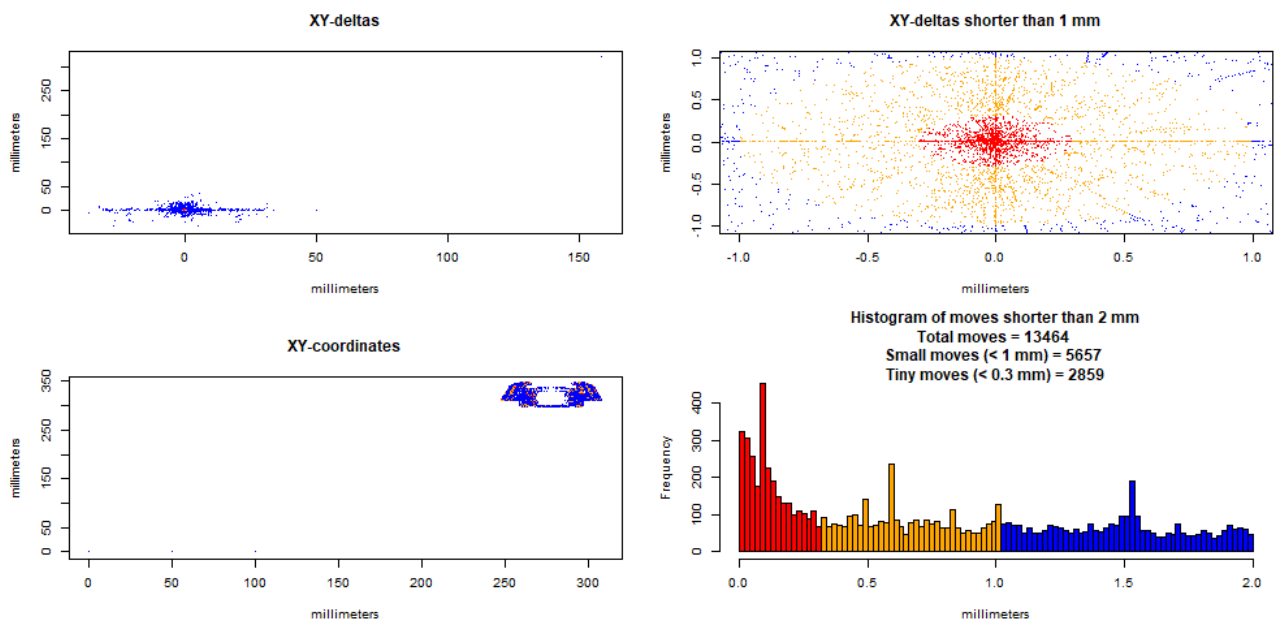 XY-deltas
millimeters
0 50 150 250
0 50 100 150
millimeters
XY-deltas shorter than 1 mm
millimeters
-1.0 -0.5 0.0 0.5 1.0
-1.0 -0.5 0.0 0.5 1.0
millimeters
XY-coordinates
millimeters
0 50 150 250 350
0 50 100 150 200 250 300
millimeters
Histogram of moves shorter than 2 mm
Total moves = 13464
Small moves (< 1 mm) = 5657
Tiny moves (< 0.3 mm) = 2859
Frequency
0 100 200 300 400
0.0 0.5 1.0 1.5 2.0
millimeters